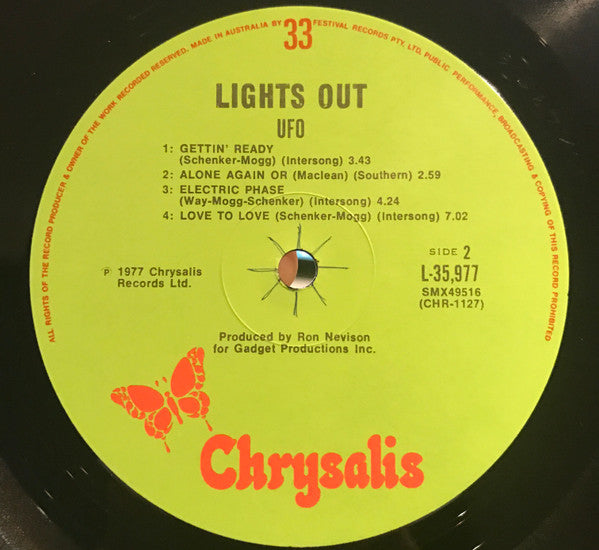 ALL RIGHTS OF THE RECORD PRODUCER & OWNER OF THE WORK RECORDED RESERVED. MADE IN AUSTRALIA BY FESTIVAL RECORDS PTY. LTD. PUBLIC PERFORMANCE, BROADCASTING & COPYING OF THIS RECORD PROHIBITED
33
LIGHTS OUT
UFO
1: GETTIN' READY
(Schenker-Mogg) (Intersong) 3.43
2: ALONE AGAIN OR (Maclean) (Southern) 2.59
3: ELECTRIC PHASE
(Way-Mogg-Schenker) (Intersong) 4.24
4: LOVE TO LOVE (Schenker-Mogg) (Intersong) 7.02
℗ 1977 Chrysalis
Records Ltd.
SIDE 2
L-35,977
SMX49516
(CHR-1127)
Produced by Ron Nevison
for Gadget Productions Inc.
Chrysalis